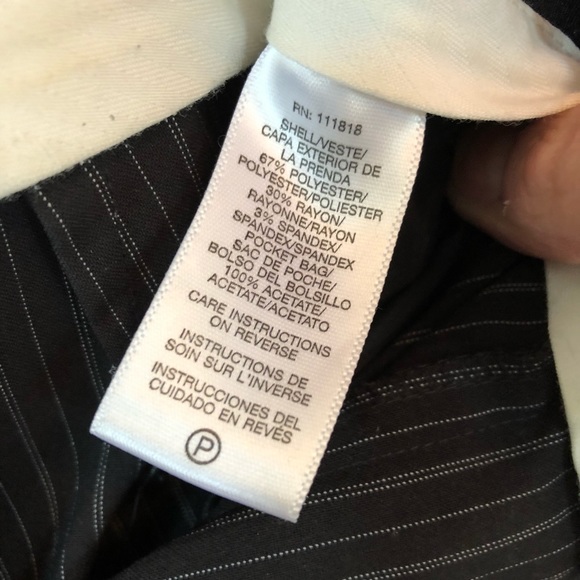 RN: 111818
SHELL/VESTE/
CAPA EXTERIOR DE
LA PRENDA
67% POLYESTER/
POLYESTER/POLIESTER
30% RAYON/
RAYONNE/RAYON
3% SPANDEX/
SPANDEX/SPANDEX
POCKET BAG/
SAC DE POCHE/
BOLSO DEL BOLSILLO
100% ACETATE/
ACETATE/ACETATO
CARE INSTRUCTIONS
ON REVERSE
INSTRUCTIONS DE
SOIN SUR L'INVERSE
INSTRUCCIONES DEL
CUIDADO EN REVÉS
P